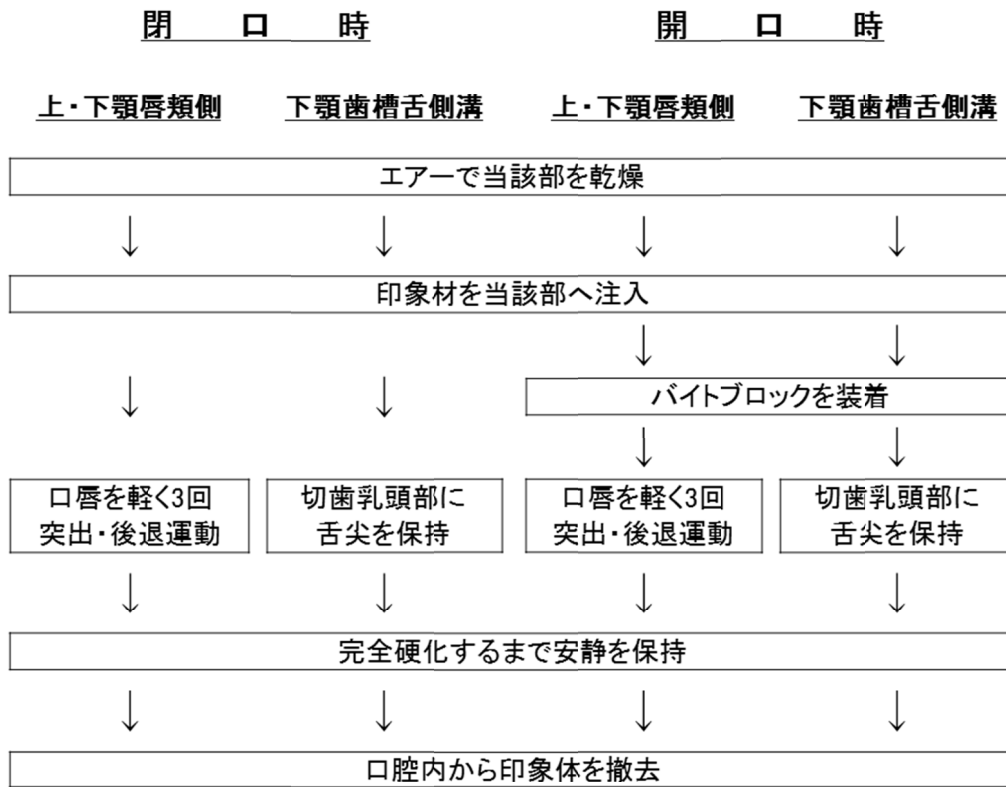 閉 口 時 開 口 時
上・下顎唇頬側 下顎歯槽舌側溝 上・下顎唇頬側 下顎歯槽舌側溝
エアーで当該部を乾燥
↓ ↓ ↓ ↓
印象材を当該部へ注入
↓ ↓
↓ ↓ バイトブロックを装着
↓ ↓
口唇を軽く3回 切歯乳頭部に 口唇を軽く3回 切歯乳頭部に
突出・後退運動 舌尖を保持 突出・後退運動 舌尖を保持
↓ ↓ ↓ ↓
完全硬化するまで安静を保持
↓ ↓ ↓ ↓
口腔内から印象体を撤去